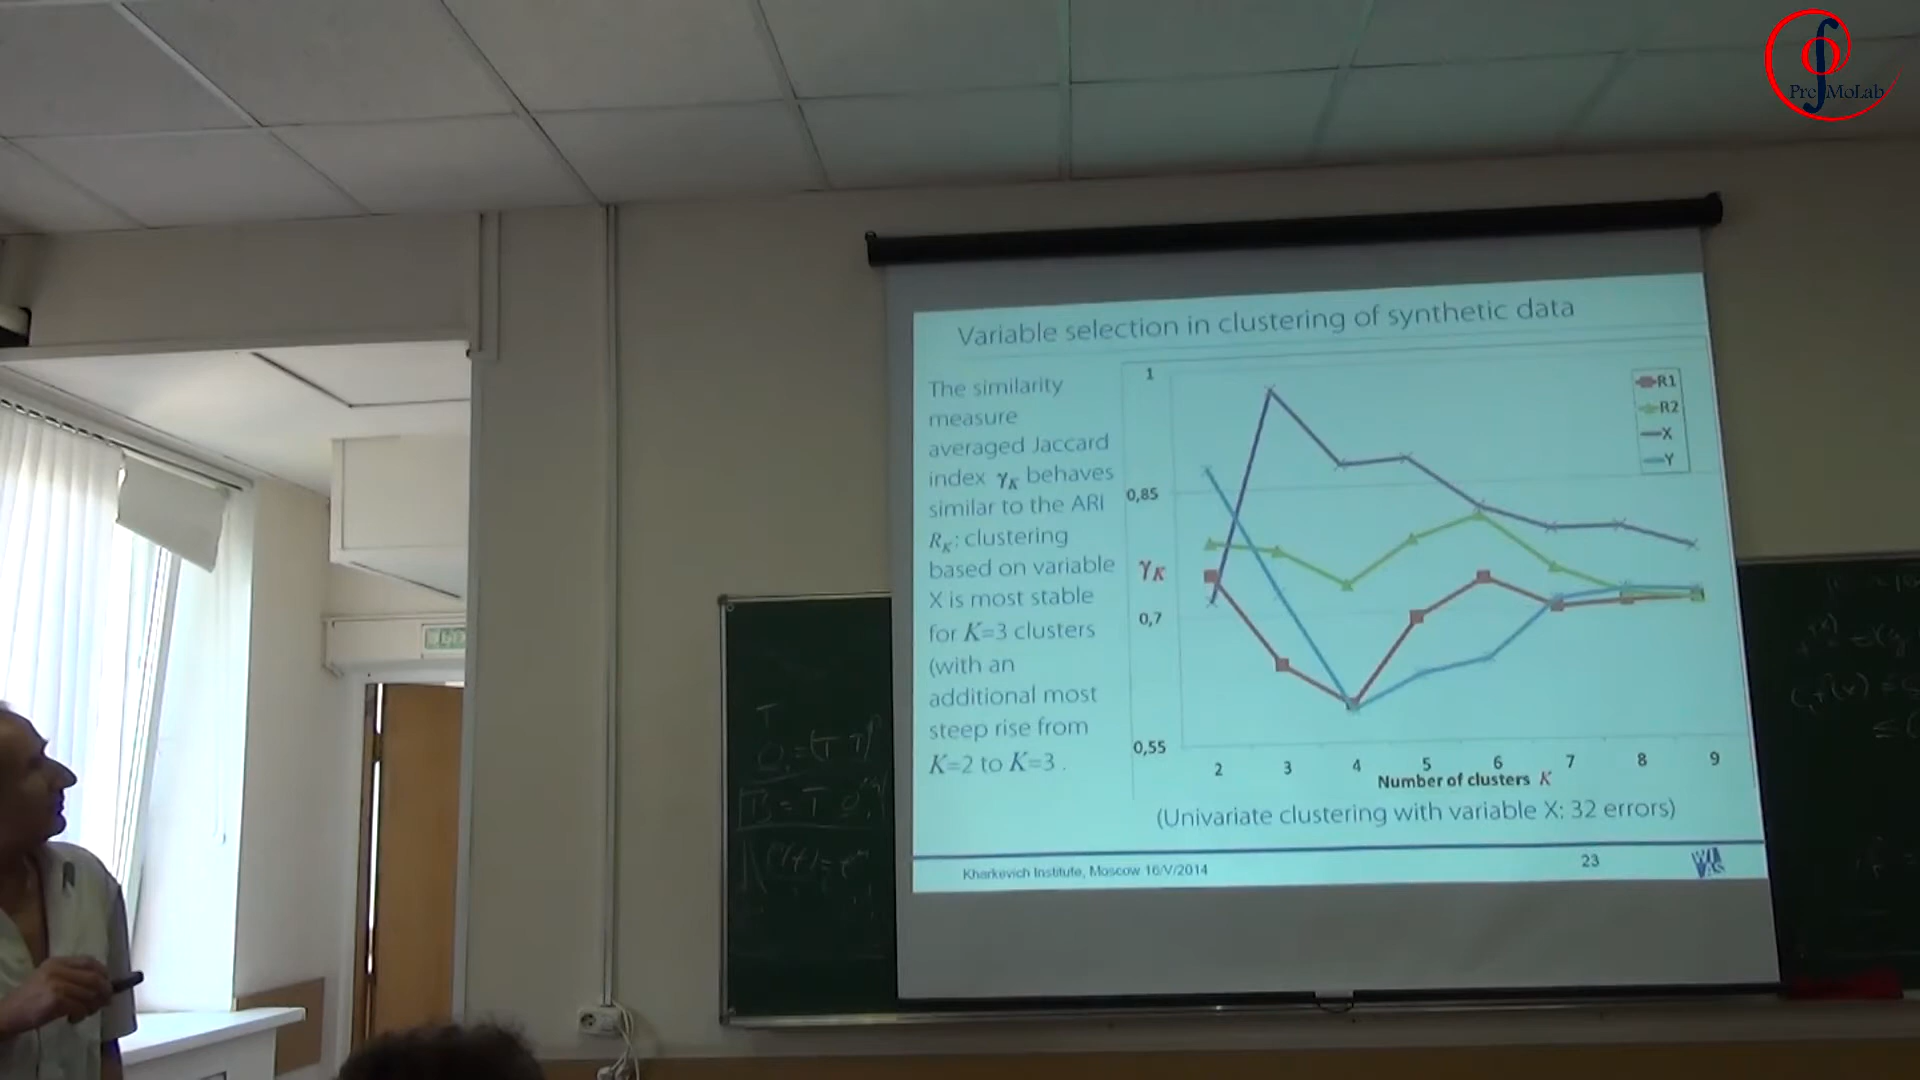 PreMoLab
Variable selection in clustering of synthetic data
The similarity
measure
averaged Jaccard
index γK behaves
similar to the ARI
RK: clustering
based on variable
X is most stable
for K=3 clusters
(with an
additional most
steep rise from
K=2 to K=3 .
1
0,85
γK
0,7
0,55
R1
R2
X
Y
2 3 4 5 6 7 8 9
Number of clusters K
(Univariate clustering with variable X: 32 errors)
Kharkevich Institute, Moscow 16/V/2014
23